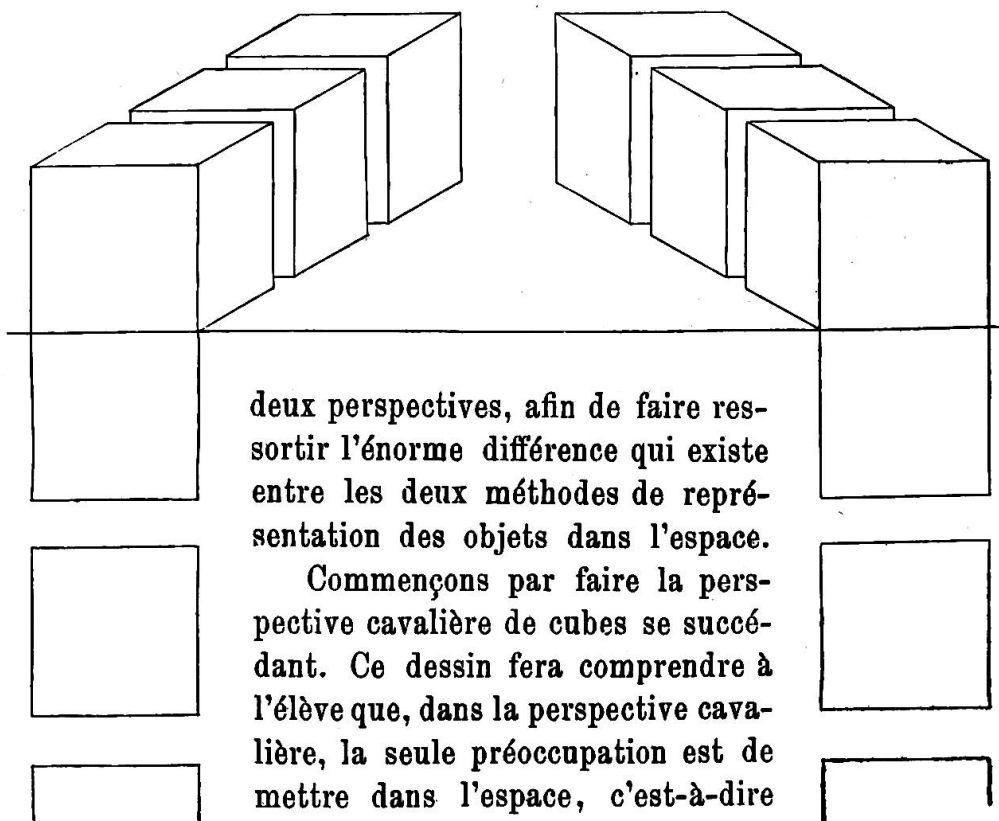 deux perspectives, afin de faire res-
sortir l'énorme différence qui existe
entre les deux méthodes de repré-
sentation des objets dans l'espace.
Commençons par faire la pers-
pective cavalière de cubes se succé-
dant. Ce dessin fera comprendre à
l'élève que, dans la perspective cava-
lière, la seule préoccupation est de
mettre dans l'espace, c'est-à-dire